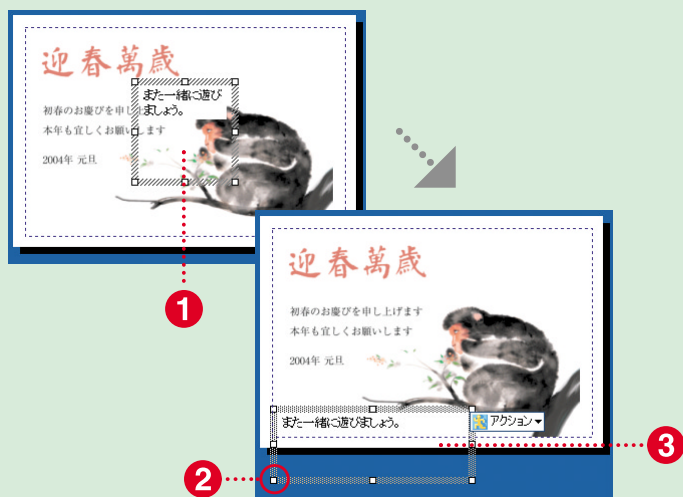 迎春萬歳
また一緒に遊び
ましょう。
初春のお慶びを申し
本年も宜しくお願いします
2004年 元旦
1
迎春萬歳
初春のお慶びを申し上げます
本年も宜しくお願いします
2004年 元旦
また一緒に遊びましょう。
アクション
3
2